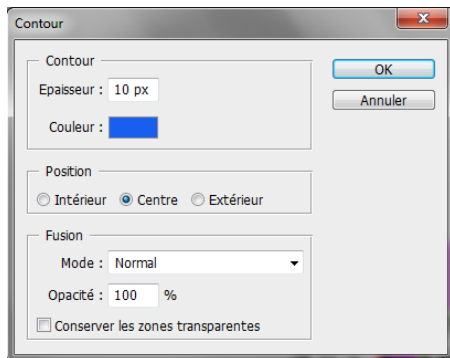 Contour
Contour
Epaisseur : 10 px
Couleur :
OK
Annuler
Position
Intérieur Centre Extérieur
Fusion
Mode : Normal
Opacité : 100 %
Conserver les zones transparentes